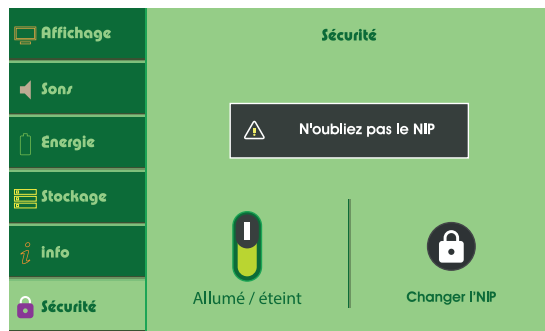 Affichage
Sons
Energie
Stockage
info
Sécurité
Sécurité
N'oubliez pas le NIP
Allumé / éteint
Changer l'NIP